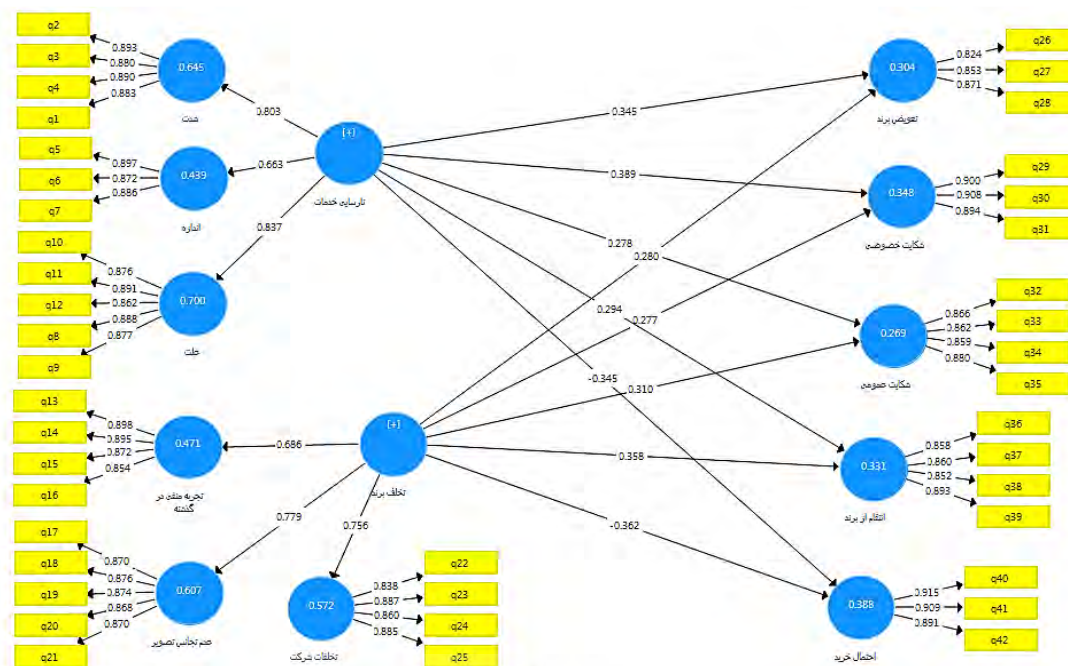 q2
q3
q4
q1
0.893
0.880
0.890
0.883
0.645
شدت
0.803
q5
q6
q7
0.897
0.872
0.886
0.439
اندازه
0.663
q10
q11
q12
q8
q9
0.876
0.891
0.862
0.888
0.877
0.700
علت
0.837
[+]
نارسایی خدمات
q13
q14
q15
q16
0.898
0.895
0.872
0.854
0.471
تجربه منفی در
گذشته
0.686
[+]
تخلف برند
q17
q18
q19
q20
q21
0.870
0.876
0.874
0.868
0.870
0.607
عدم تجانس تصویر
0.779
0.756
0.572
تخلفات شرکت
0.838
0.887
0.860
0.885
q22
q23
q24
q25
0.345
0.389
0.278
0.280
0.294
0.277
-0.345
0.310
0.358
-0.362
0.304
تعویض برند
0.824
0.853
0.871
q26
q27
q28
0.348
شکایت خصوصی
0.900
0.908
0.894
q29
q30
q31
0.269
شکایت عمومی
0.866
0.862
0.859
0.880
q32
q33
q34
q35
0.331
انتقام از برند
0.858
0.860
0.852
0.893
q36
q37
q38
q39
0.388
احتمال خرید
0.915
0.909
0.891
q40
q41
q42